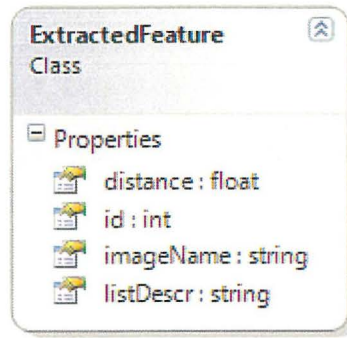 ExtractedFeature
Class
Properties
distance : float
id : int
imageName : string
listDescr : string